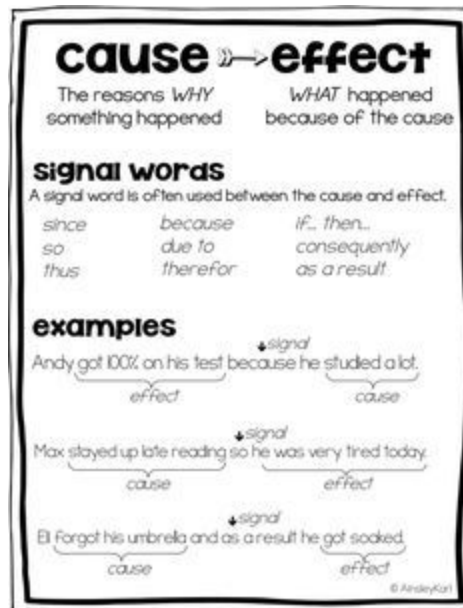 cause effect
The reasons WHY WHAT happened
something happened because of the cause
signal words
A signal word is often used between the cause and effect.
since because if... then...
so due to consequently
thus therefor as a result
examples
signal
Andy got 100% on his test because he studied a lot.
effect cause
signal
Max stayed up late reading so he was very tired today.
cause effect
signal
Eli forgot his umbrella and as a result he got soaked.
cause effect